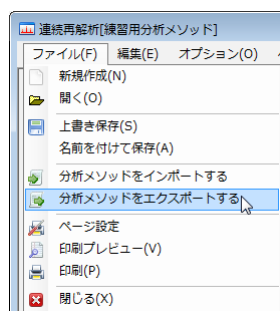 連続再解析[練習用分析メソッド]
ファイル(F) 編集(E) オプション(O)
新規作成(N)
開く(O)
上書き保存(S)
名前を付けて保存(A)
分析メソッドをインポートする
分析メソッドをエクスポートする
ページ設定
印刷プレビュー(V)
印刷(P)
閉じる(X)